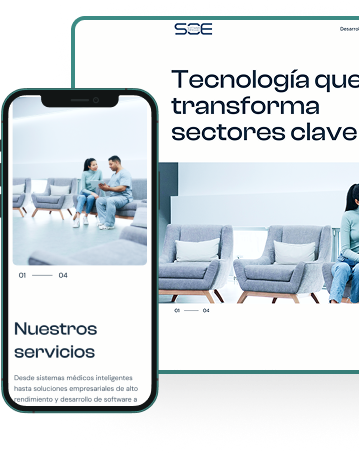 SOE
Desarrol
Tecnología que
transforma
sectores clave
01 04
01 04
Nuestros
servicios
Desde sistemas médicos inteligentes
hasta soluciones empresariales de alto
rendimiento y desarrollo de software a